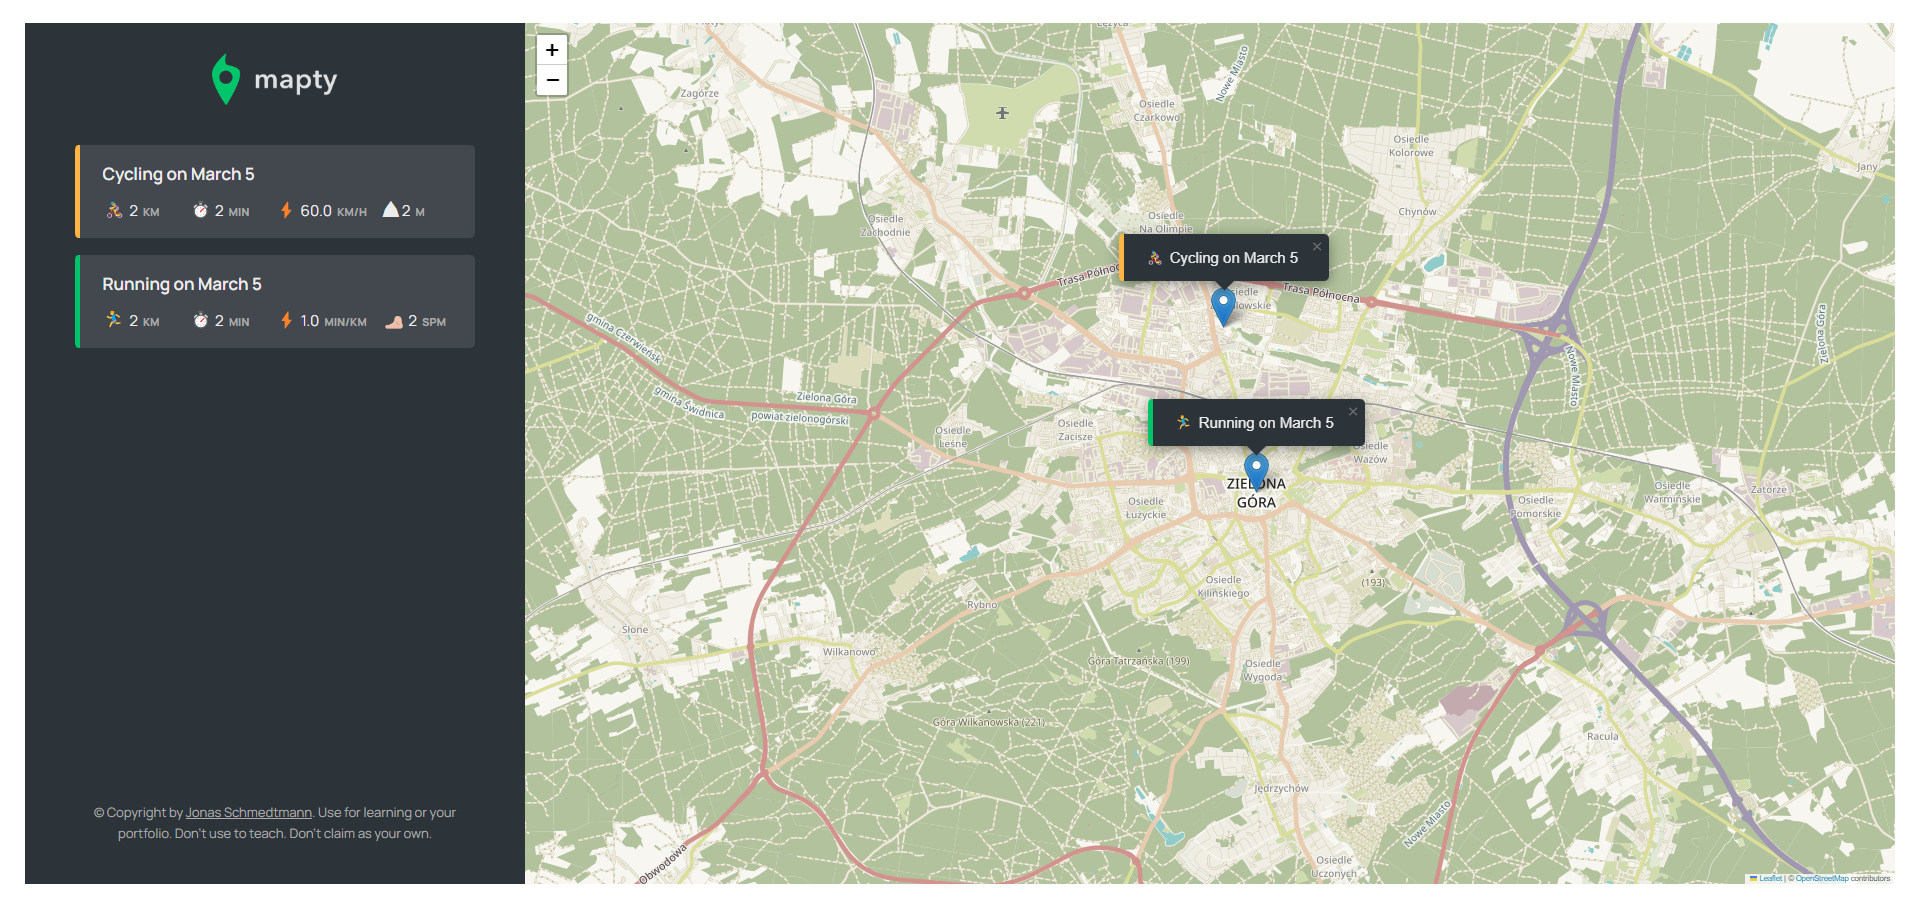 mapty
Cycling on March 5
2 KM
2 MIN
60.0 KM/H
2 M
Running on March 5
2 KM
2 MIN
1.0 MIN/KM
2 SPM
© Copyright by Jonas Schmedtmann. Use for learning or your
portfolio. Don't use to teach. Don't claim as your own.
+
−
Zagórze
Osiedle
Czarkowo
Nowe Miasto
Osiedle
Kolorowe
Jany
Osiedle
Zachodnie
Osiedle
Na Olimpie
Chynów
Cycling on March 5
×
Trasa Północna
gmina Czerwieńsk
Zielona Góra
Nowe Miasto
gmina Świdnica
Zielona Góra
powiat zielonogórski
Running on March 5
×
Osiedle
Leśne
Osiedle
Zacisze
Osiedle
Wazów
ZIELONA
GÓRA
Osiedle
Łużyckie
Osiedle
Pomorskie
Osiedle
Warmińskie
Zatorze
(193)
Osiedle
Kilińskiego
Rybno
Słone
Wilkanowo
Góra Tatrzańska (199)
Osiedle
Wygoda
Góra Wilkanowska (221)
Racula
Jędrzychów
Nowe Miasto
Obwodowa
Osiedle
Uczonych
Leaflet | © OpenStreetMap contributors